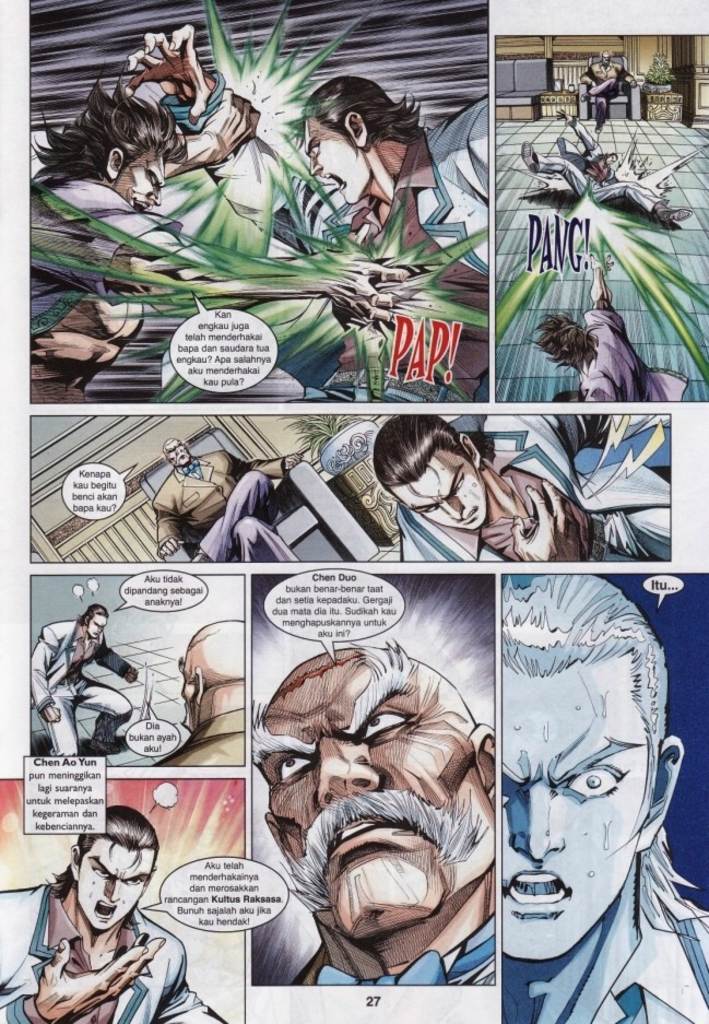 Kan
engkau juga
telah menderhakai
bapa dan saudara tua
engkau? Apa salahnya
aku menderhakai
kau pula?
PAP!
PANG!
Kenapa
kau begitu
benci akan
bapa kau?
Aku tidak
dipandang sebagai
anaknya!
Dia
bukan ayah
aku!
Chen Duo
bukan benar-benar taat
dan setia kepadaku. Gergaji
dua mata dia itu. Sudikah kau
menghapuskannya untuk
aku ini?
Itu...
Chen Ao Yun
pun meninggikan
lagi suaranya
untuk melepaskan
kegeraman dan
kebenciannya.
Aku telah
menderhakainya
dan merosakkan
rancangan Kultus Raksasa.
Bunuh sajalah aku jika
kau hendak!
27